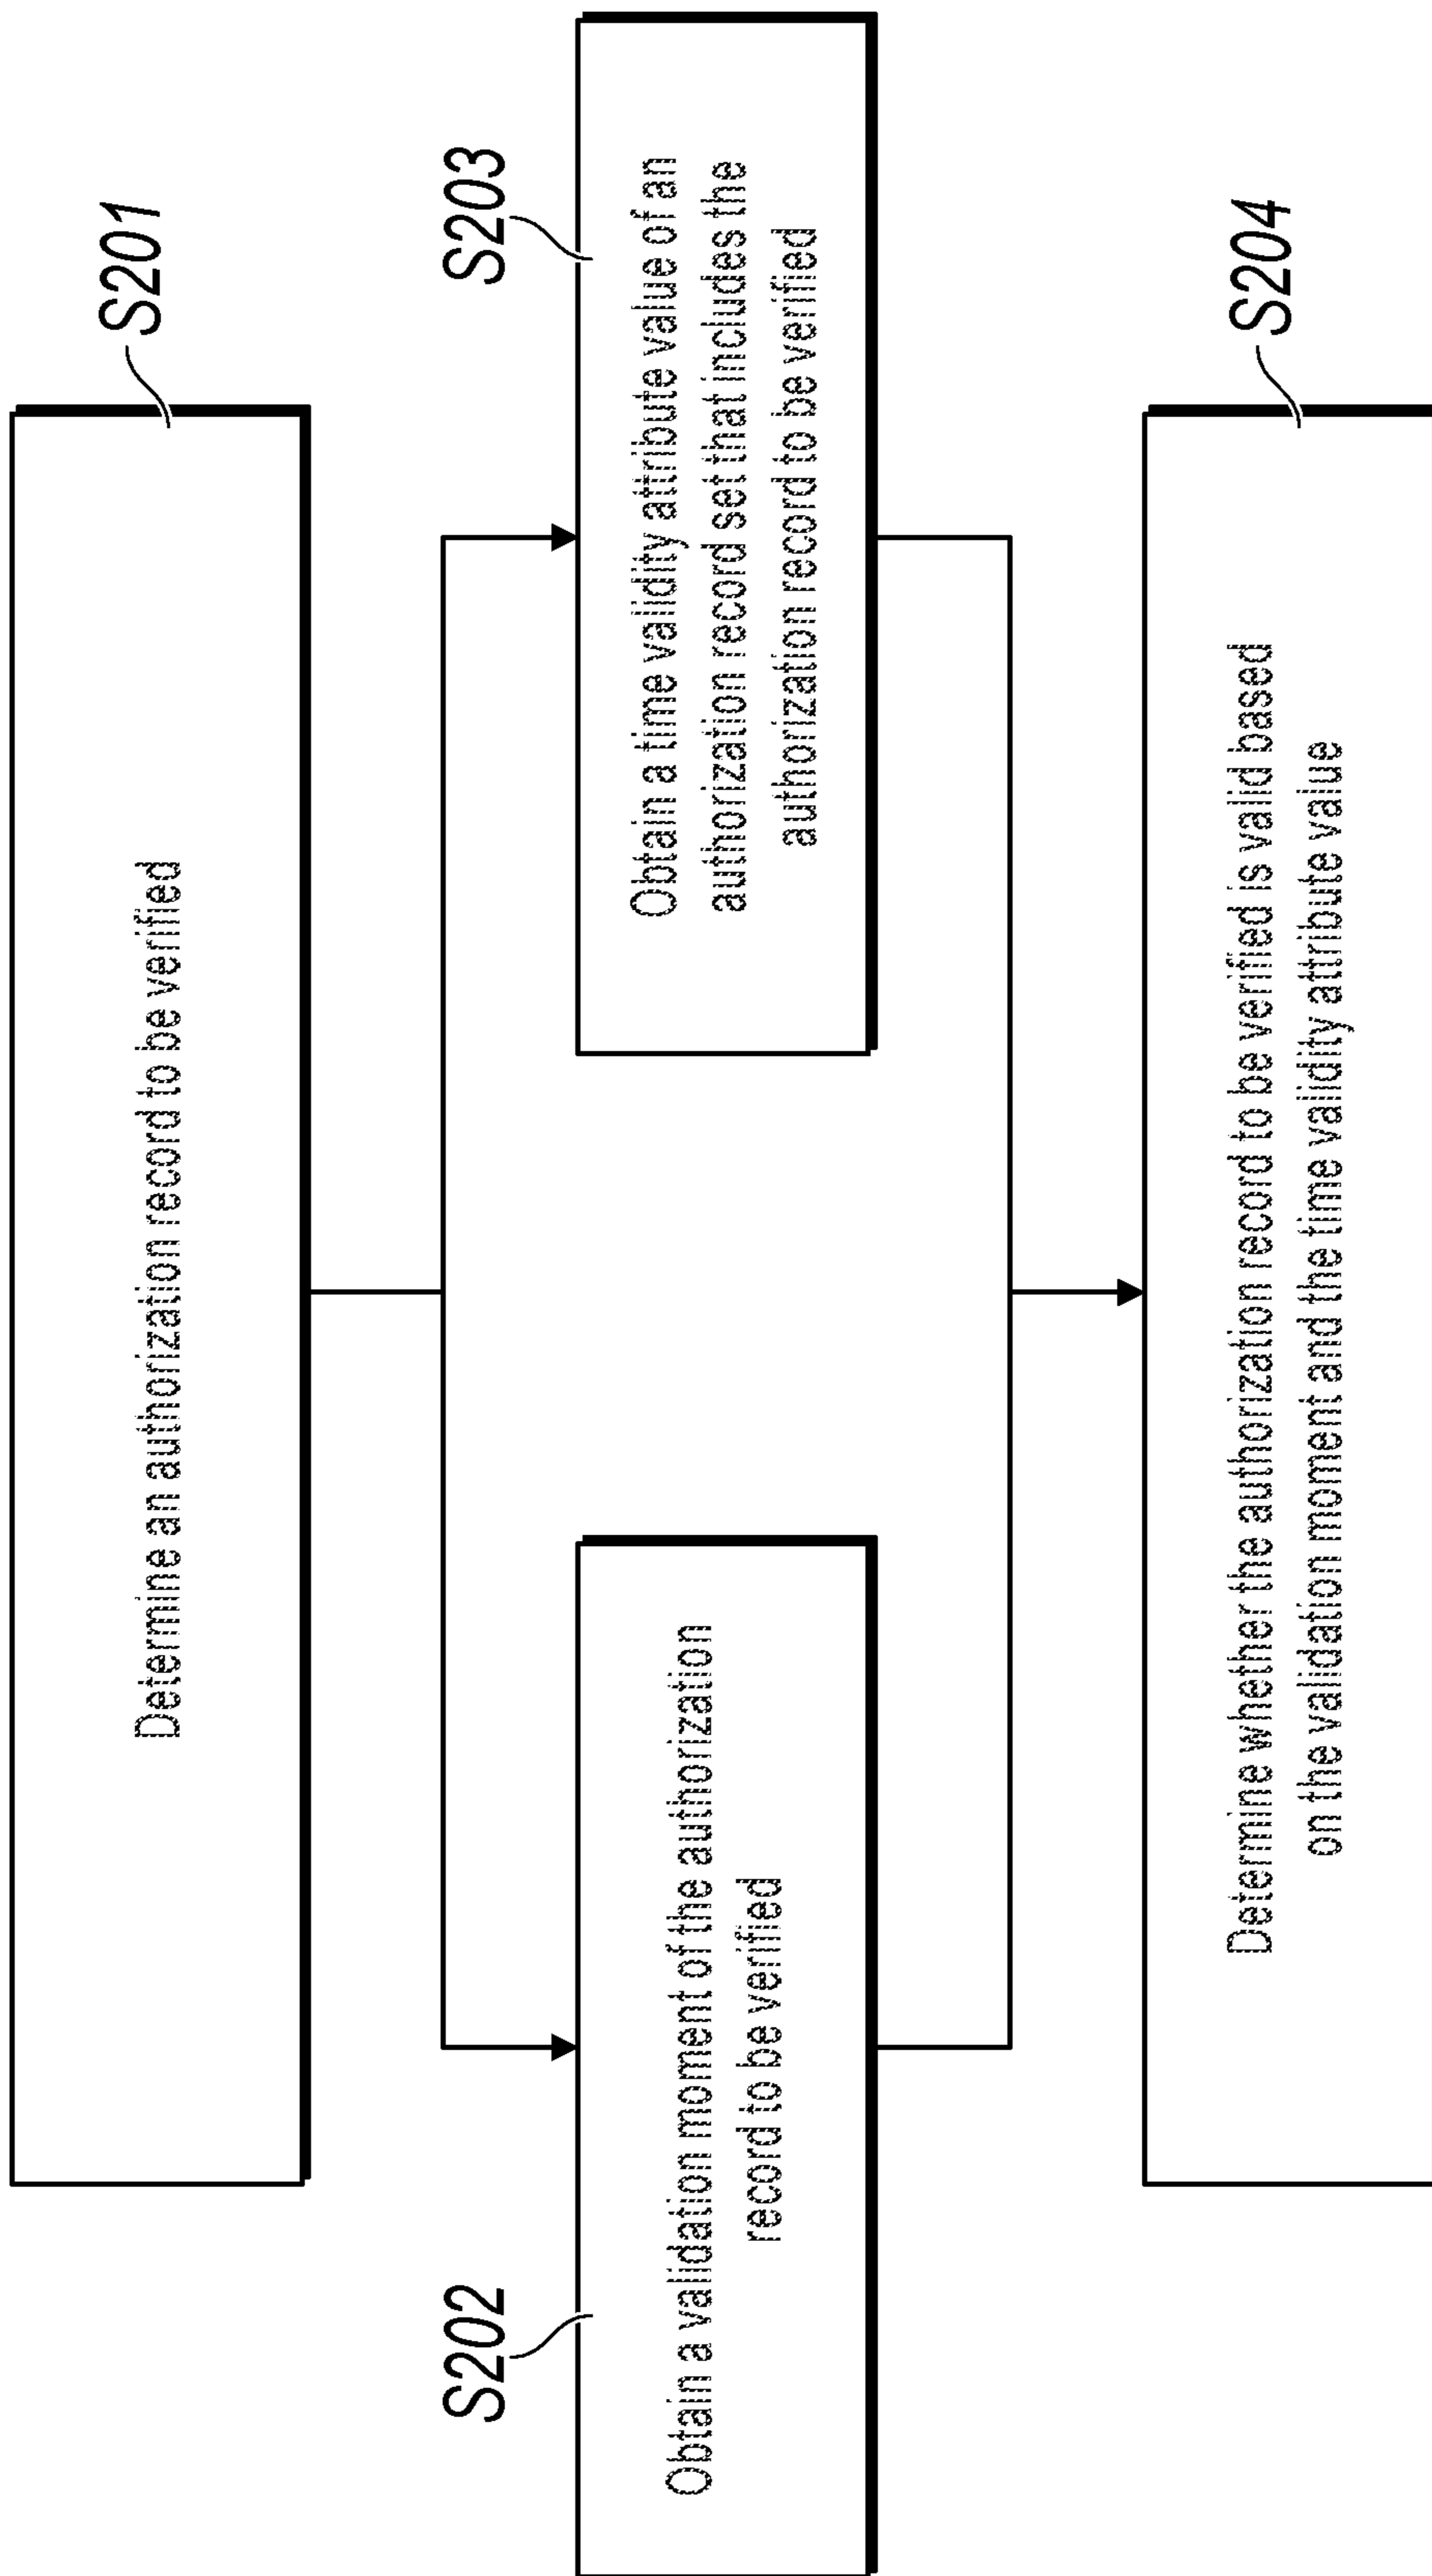 S201
Determine an authorization record to be verified
S202
Obtain a validation moment of the authorization
record to be verified
S203
Obtain a time validity attribute value of an
authorization record set that includes the
authorization record to be verified
S204
Determine whether the authorization record to be verified is valid based
on the validation moment and the time validity attribute value